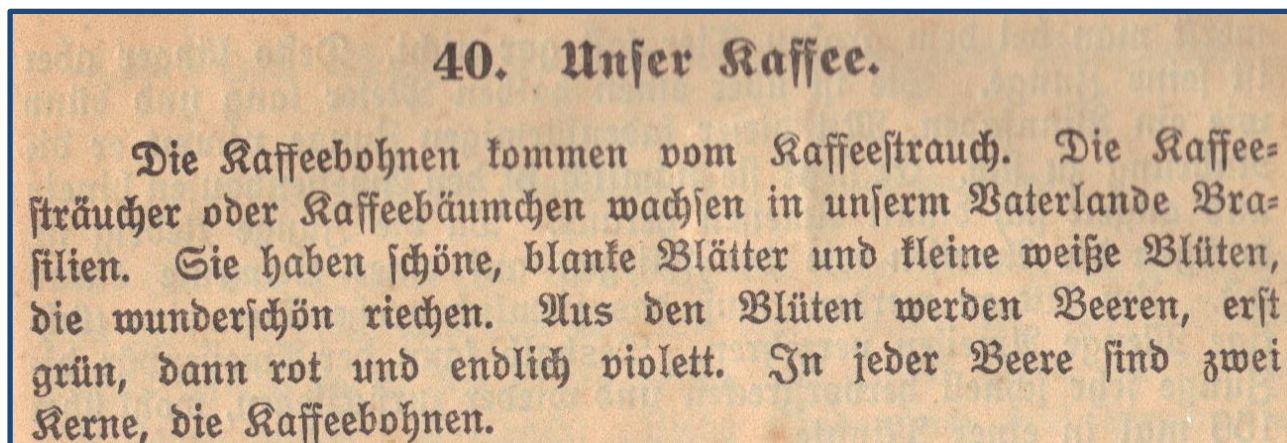 40. Unser Kaffee.
Die Kaffeebohnen kommen vom Kaffeestrauch. Die Kaffee=
sträucher oder Kaffeebäumchen wachsen in unserm Vaterlande Bra=
silien. Sie haben schöne, blanke Blätter und kleine weiße Blüten,
die wunderschön riechen. Aus den Blüten werden Beeren, erst
grün, dann rot und endlich violett. In jeder Beere sind zwei
Kerne, die Kaffeebohnen.